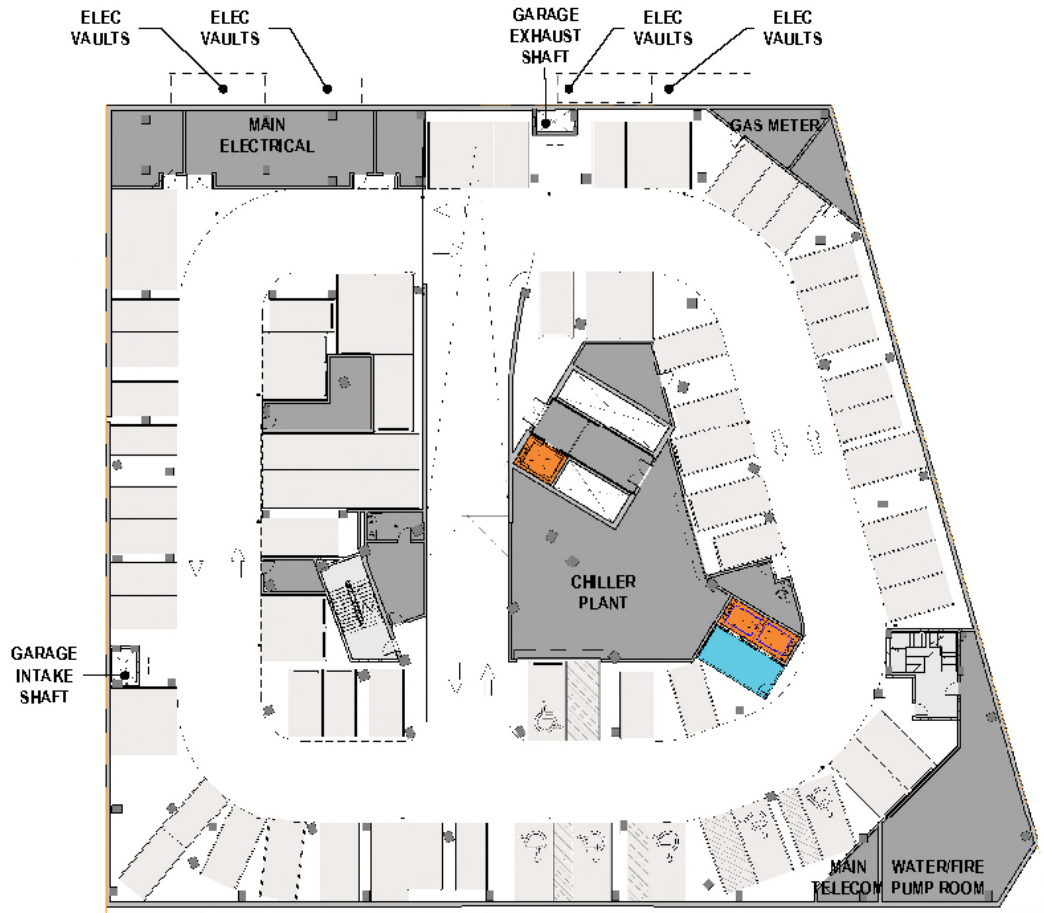 ELEC
VAULTS
ELEC
VAULTS
GARAGE
EXHAUST
SHAFT
ELEC
VAULTS
ELEC
VAULTS
MAIN
ELECTRICAL
GAS METER
CHILLER
PLANT
GARAGE
INTAKE
SHAFT
MAIN
TELECOM
WATER/FIRE
PUMP ROOM